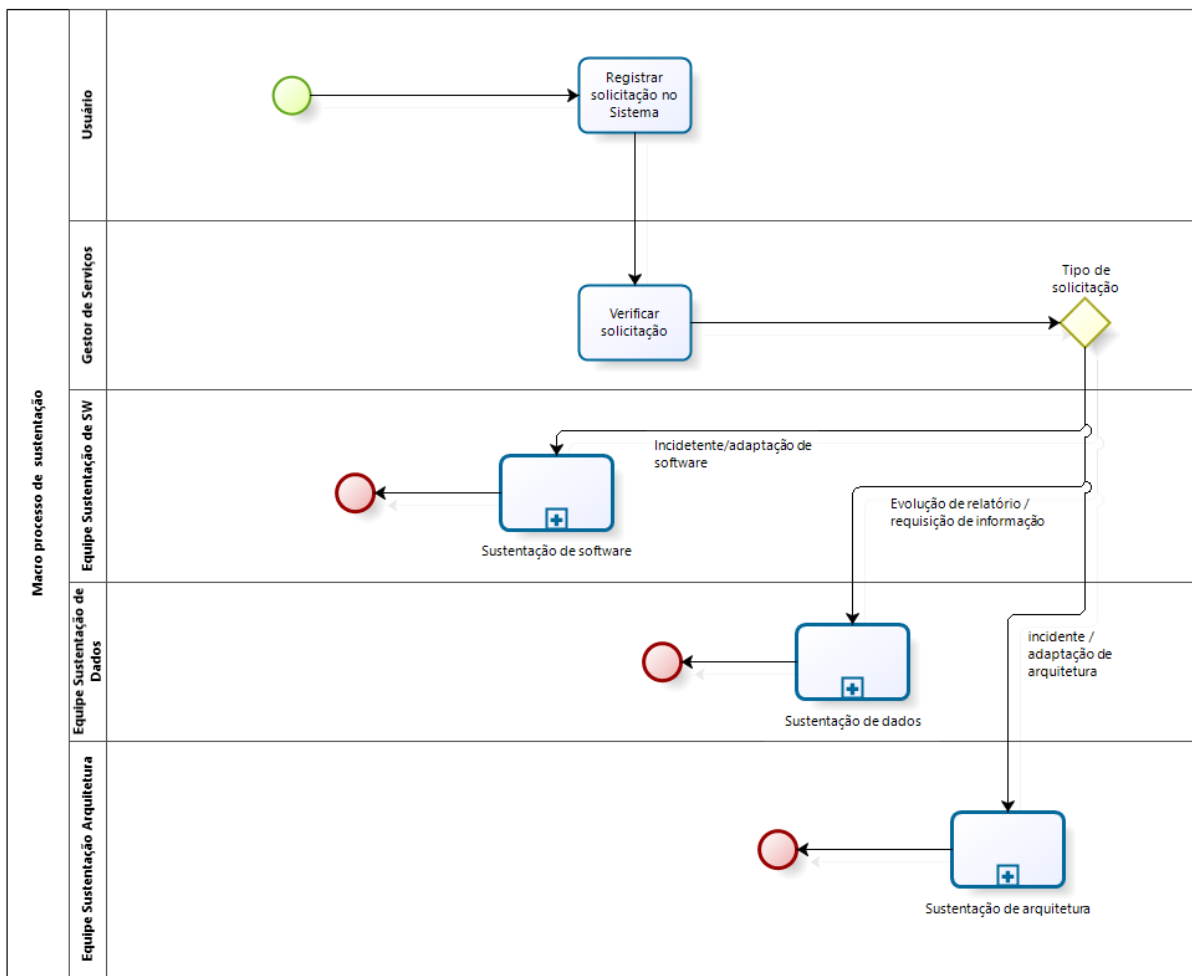 Macro processo de sustentação
Usuário
Registrar
solicitação no
Sistema
Gestor de Serviços
Verificar
solicitação
Tipo de
solicitação
Equipe Sustentação de SW
Incidetente/adaptação de
software
Sustentação de software
Evolução de relatório /
requisição de informação
Equipe Sustentação de
Dados
Sustentação de dados
incidente /
adaptação de
arquitetura
Equipe Sustentação Arquitetura
Sustentação de arquitetura